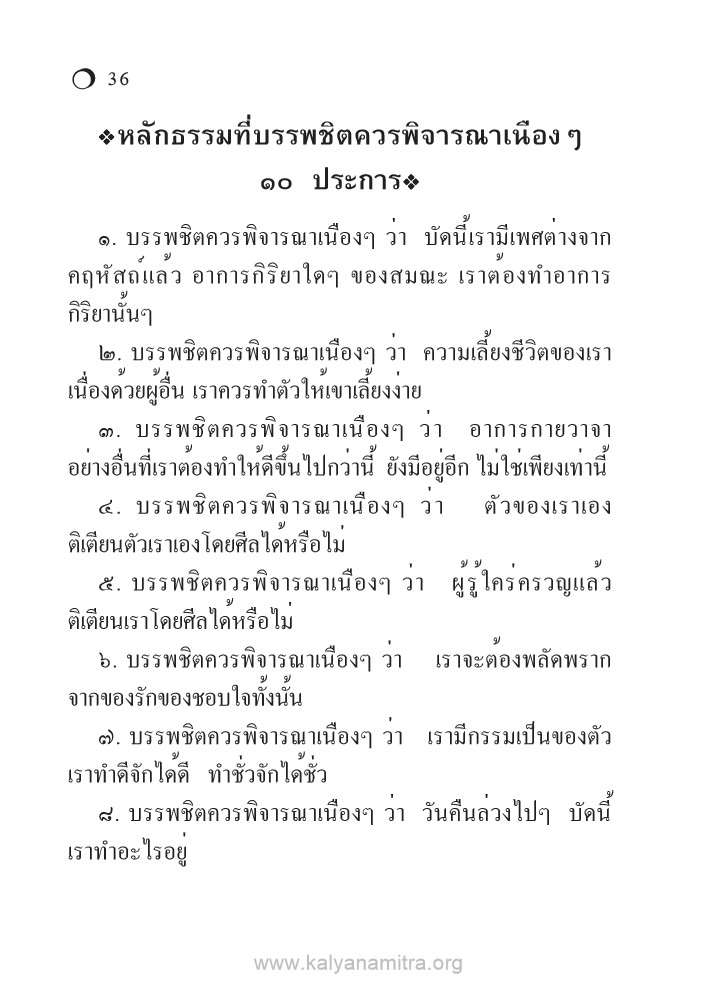 36
❖หลักธรรมที่บรรพชิตควรพิจารณาเนือง ๆ
๑๐ ประการ❖
๑. บรรพชิตควรพิจารณาเนืองๆ ว่า บัดนี้เรามีเพศต่างจาก
คฤหัสถ์แล้ว อาการกิริยาใดๆ ของสมณะ เราต้องทำอาการ
กิริยานั้นๆ
๒. บรรพชิตควรพิจารณาเนืองๆ ว่า ความเลี้ยงชีวิตของเรา
เนื่องด้วยผู้อื่น เราควรทำตัวให้เขาเลี้ยงง่าย
๓. บรรพชิตควรพิจารณาเนืองๆ ว่า อาการกายวาจา
อย่างอื่นที่เราต้องทำให้ดีขึ้นไปกว่านี้ ยังมีอยู่อีก ไม่ใช่เพียงเท่านี้
๔. บรรพชิตควรพิจารณาเนืองๆ ว่า ตัวของเราเอง
ติเตียนตัวเราเองโดยศีลได้หรือไม่
๕. บรรพชิตควรพิจารณาเนืองๆ ว่า ผู้รู้ใคร่ครวญแล้ว
ติเตียนเราโดยศีลได้หรือไม่
๖. บรรพชิตควรพิจารณาเนืองๆ ว่า เราจะต้องพลัดพราก
จากของรักของชอบใจทั้งนั้น
๗. บรรพชิตควรพิจารณาเนืองๆ ว่า เรามีกรรมเป็นของตัว
เราทำดีจักได้ดี ทำชั่วจักได้ชั่ว
๘. บรรพชิตควรพิจารณาเนืองๆ ว่า วันคืนล่วงไปๆ บัดนี้
เราทำอะไรอยู่
www.kalyanamitra.org